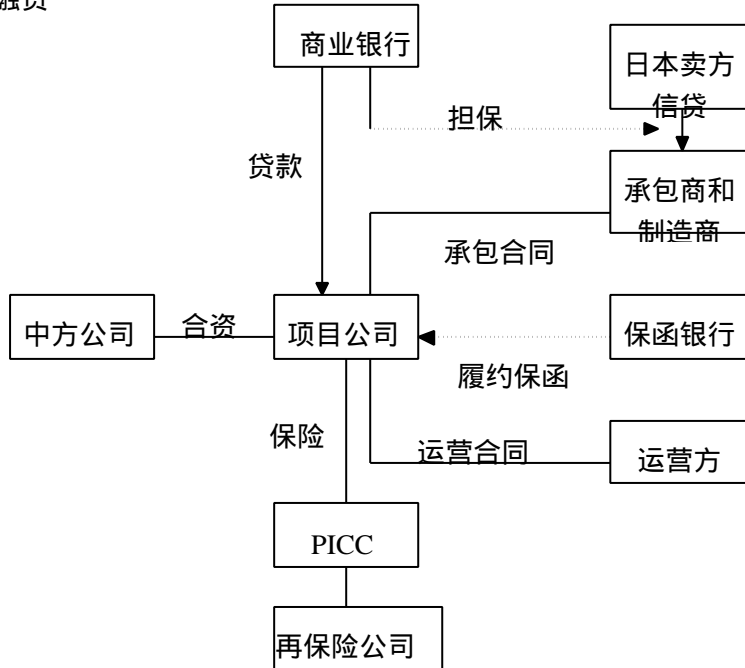 融资
商业银行
日本卖方
信贷
担保
贷款
承包商和
制造商
承包合同
中方公司
合资
项目公司
保函银行
履约保函
保险
运营合同
运营方
PICC
再保险公司